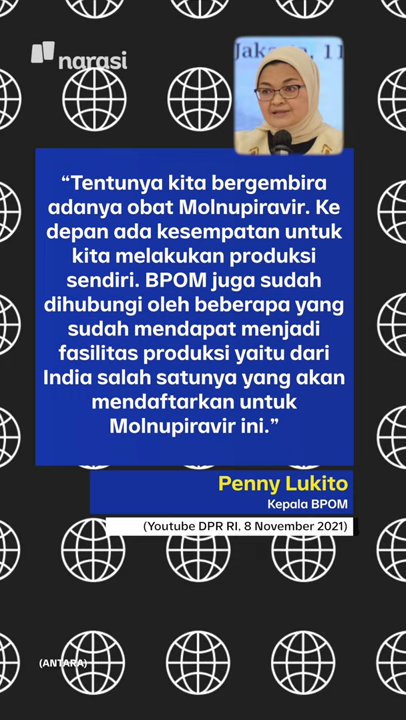 narasi
Jakarta, 11
“Tentunya kita bergembira
adanya obat Molnupiravir. Ke
depan ada kesempatan untuk
kita melakukan produksi
sendiri. BPOM juga sudah
dihubungi oleh beberapa yang
sudah mendapat menjadi
fasilitas produksi yaitu dari
India salah satunya yang akan
mendaftarkan untuk
Molnupiravir ini.”
Penny Lukito
Kepala BPOM
(Youtube DPR RI. 8 November 2021)
(ANTARA)